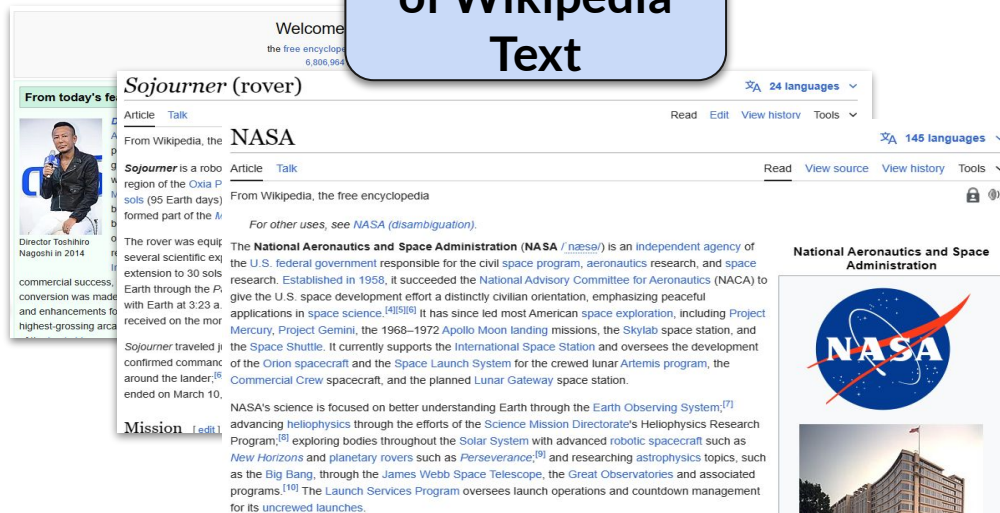 of Wikipedia
Text
Welcome
the free encyclope
6,806,964
From today's fe
Director Toshihiro
Nagoshi in 2014
commercial success,
conversion was made
and enhancements fo
highest-grossing arca
Sojourner (rover)
24 languages
Article Talk
Read Edit View history Tools
From Wikipedia, the
Sojourner is a robo
region of the Oxia P
sols (95 Earth days)
formed part of the M
The rover was equip
several scientific exp
extension to 30 sols
Earth through the Pa
with Earth at 3:23 a.
received on the mor
Sojourner traveled j
confirmed command
around the lander;[6
ended on March 10,
Mission [edit]
NASA
145 languages
Article Talk
Read View source View history Tools
From Wikipedia, the free encyclopedia
For other uses, see NASA (disambiguation).
The National Aeronautics and Space Administration (NASA /ˈnæsə/) is an independent agency of
the U.S. federal government responsible for the civil space program, aeronautics research, and space
research. Established in 1958, it succeeded the National Advisory Committee for Aeronautics (NACA) to
give the U.S. space development effort a distinctly civilian orientation, emphasizing peaceful
applications in space science.[4][5][6] It has since led most American space exploration, including Project
Mercury, Project Gemini, the 1968–1972 Apollo Moon landing missions, the Skylab space station, and
the Space Shuttle. It currently supports the International Space Station and oversees the development
of the Orion spacecraft and the Space Launch System for the crewed lunar Artemis program, the
Commercial Crew spacecraft, and the planned Lunar Gateway space station.
NASA's science is focused on better understanding Earth through the Earth Observing System;[7]
advancing heliophysics through the efforts of the Science Mission Directorate's Heliophysics Research
Program;[8] exploring bodies throughout the Solar System with advanced robotic spacecraft such as
New Horizons and planetary rovers such as Perseverance;[9] and researching astrophysics topics, such
as the Big Bang, through the James Webb Space Telescope, the Great Observatories and associated
programs.[10] The Launch Services Program oversees launch operations and countdown management
for its uncrewed launches.
National Aeronautics and Space
Administration
NASA